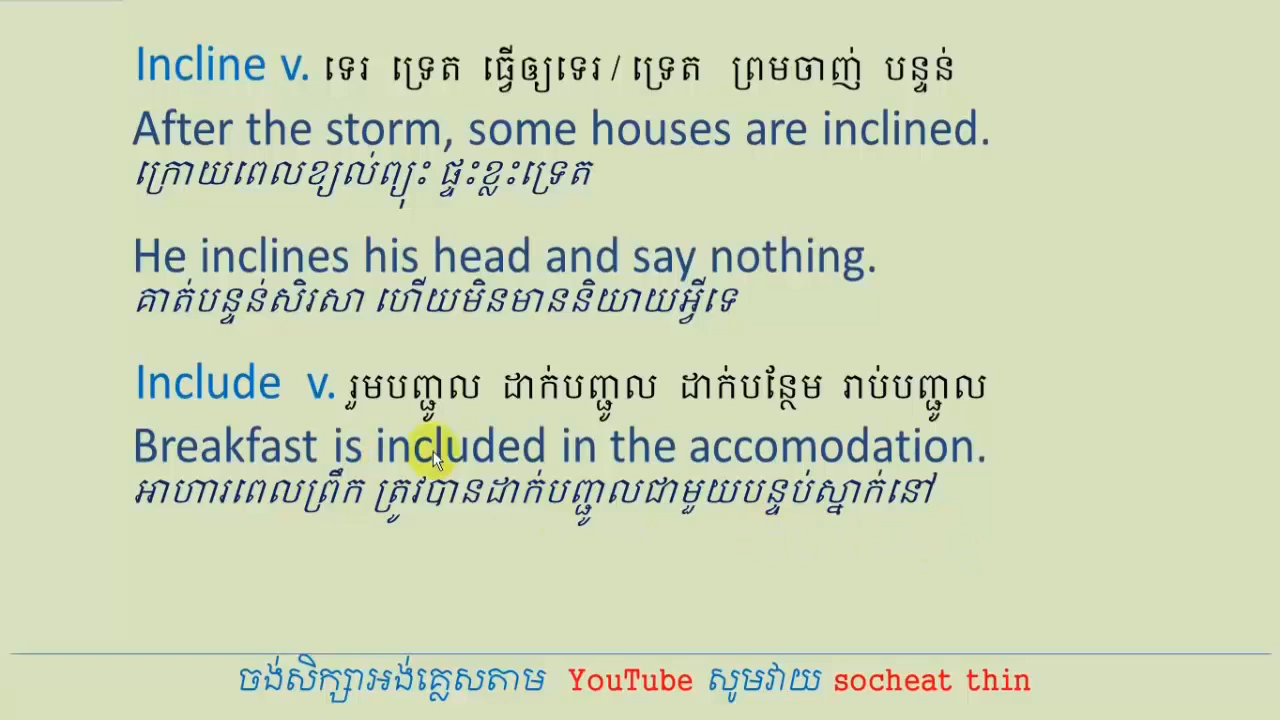 Incline v. ទេរ ទ្រេត ធ្វើឲ្យទេរ / ទ្រេត ព្រមចាញ់ បន្ទន់
After the storm, some houses are inclined.
ក្រោយពេលខ្យល់ព្យុះ ផ្ទះខ្លះទ្រេត
He inclines his head and say nothing.
គាត់បន្ទន់សិរសា ហើយមិនមាននិយាយអ្វីទេ
Include v. រួមបញ្ជូល ដាក់បញ្ជូល ដាក់បន្ថែម រាប់បញ្ជូល
Breakfast is included in the accomodation.
អាហារពេលព្រឹក ត្រូវបានដាក់បញ្ជូលជាមួយបន្ទប់ស្នាក់នៅ
ចង់សិក្សាអង់គ្លេសតាម YouTube សូមវាយ socheat thin